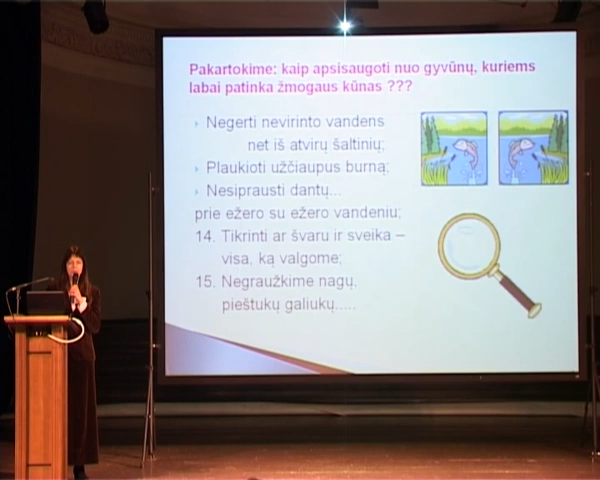 Pakartokime: kaip apsisaugoti nuo gyvūnų, kuriems
labai patinka žmogaus kūnas ???
Negerti nevirinto vandens
net iš atvirų šaltinių;
Plaukioti užčiaupus burną;
Nesiprausti dantų...
prie ežero su ežero vandeniu;
14. Tikrinti ar švaru ir sveika –
visa, ką valgome;
15. Negraužkime nagų,
pieštukų galiukų.....